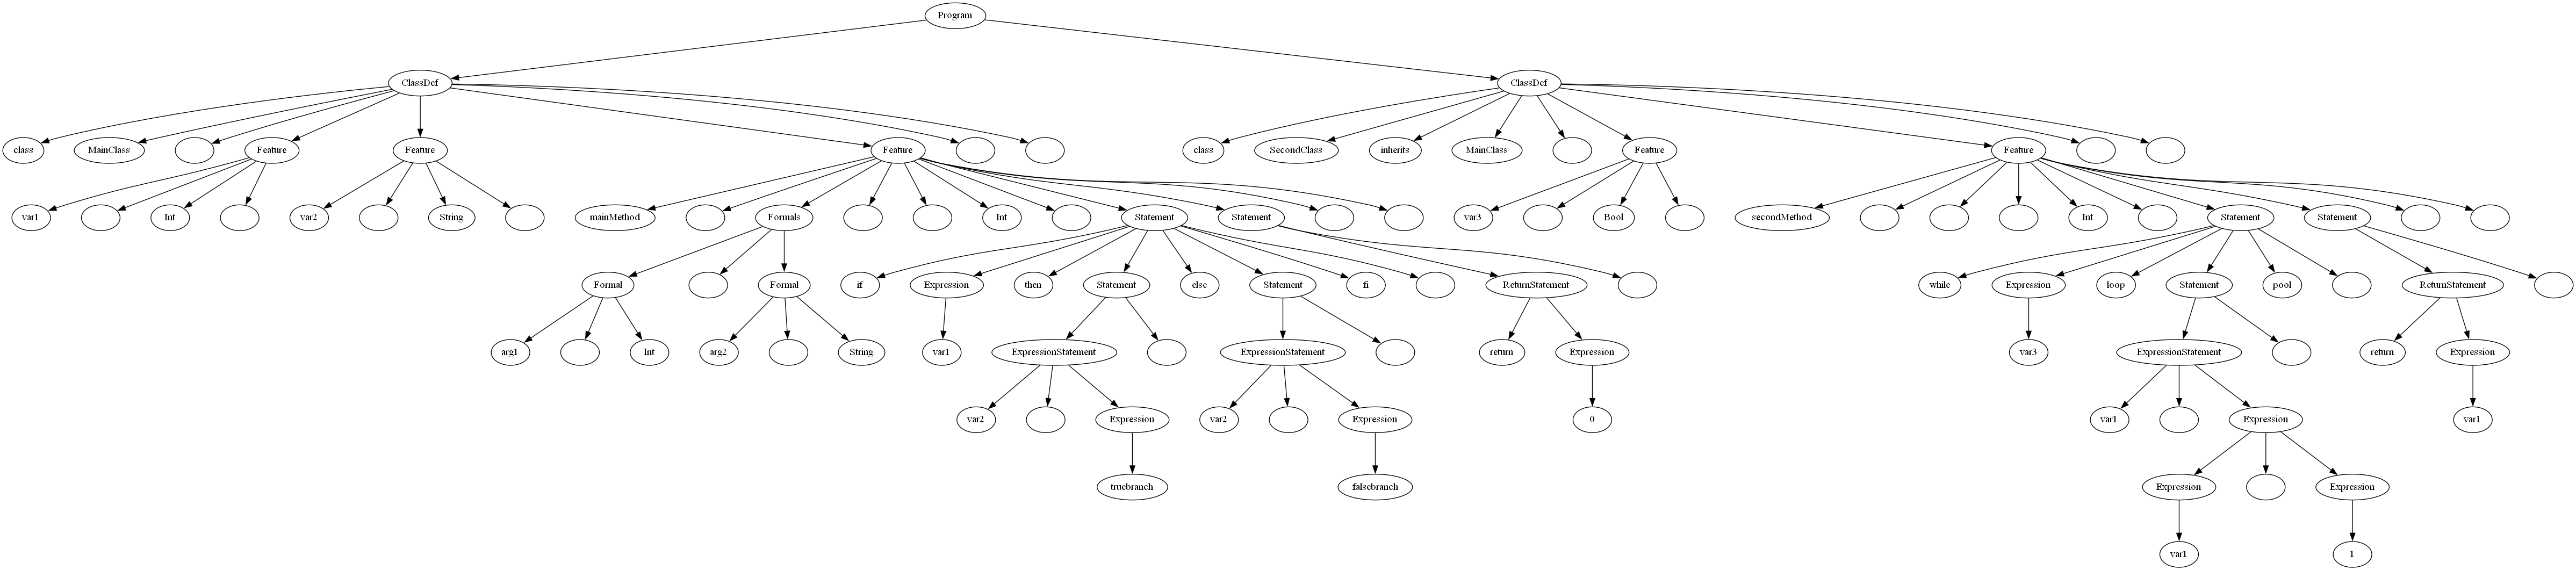 Program
ClassDef ClassDef
class MainClass Feature Feature Feature class SecondClass inherits MainClass Feature Feature
var1 Int var2 String mainMethod Formals Int Statement Statement var3 Bool secondMethod Int Statement Statement
Formal Formal if Expression then Statement else Statement fi ReturnStatement while Expression loop Statement pool ReturnStatement
arg1 Int arg2 String var1 ExpressionStatement ExpressionStatement return Expression var3 ExpressionStatement return Expression
var2 Expression var2 Expression 0 var1 Expression var1
truebranch falsebranch Expression Expression
var1 1